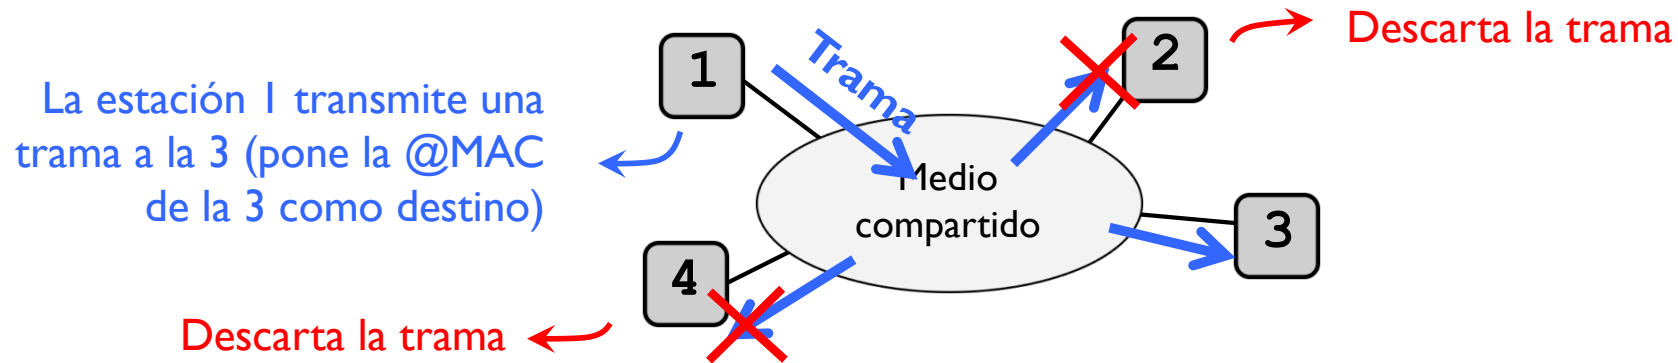 Descarta la trama
2
1
Trama
La estación 1 transmite una
trama a la 3 (pone la @MAC
de la 3 como destino)
Medio
compartido
3
4
Descarta la trama